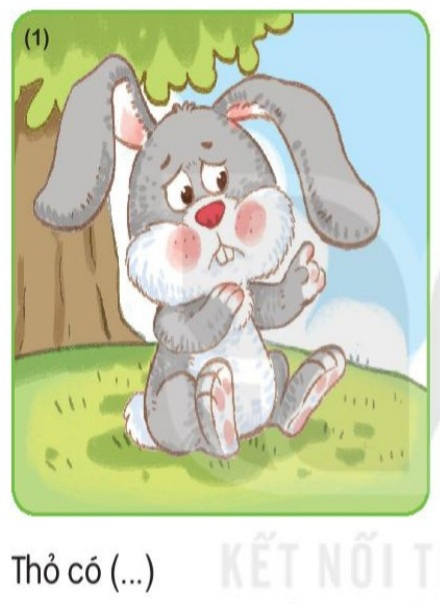 (1)
Thỏ có (...)
KẾT NỐI T